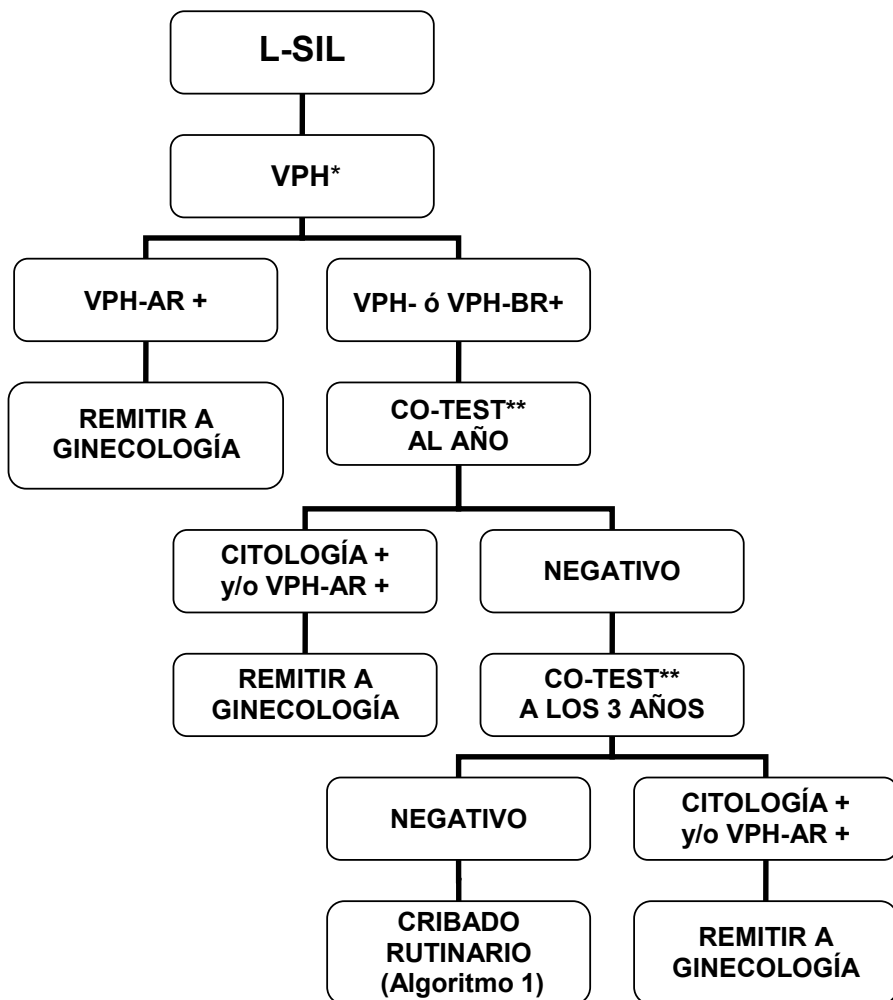 L-SIL
VPH*
VPH-AR +
VPH- ó VPH-BR+
REMITIR A
GINECOLOGÍA
CO-TEST**
AL AÑO
CITOLOGÍA +
y/o VPH-AR +
NEGATIVO
REMITIR A
GINECOLOGÍA
CO-TEST**
A LOS 3 AÑOS
NEGATIVO
CITOLOGÍA +
y/o VPH-AR +
CRIBADO
RUTINARIO
(Algoritmo 1)
REMITIR A
GINECOLOGÍA